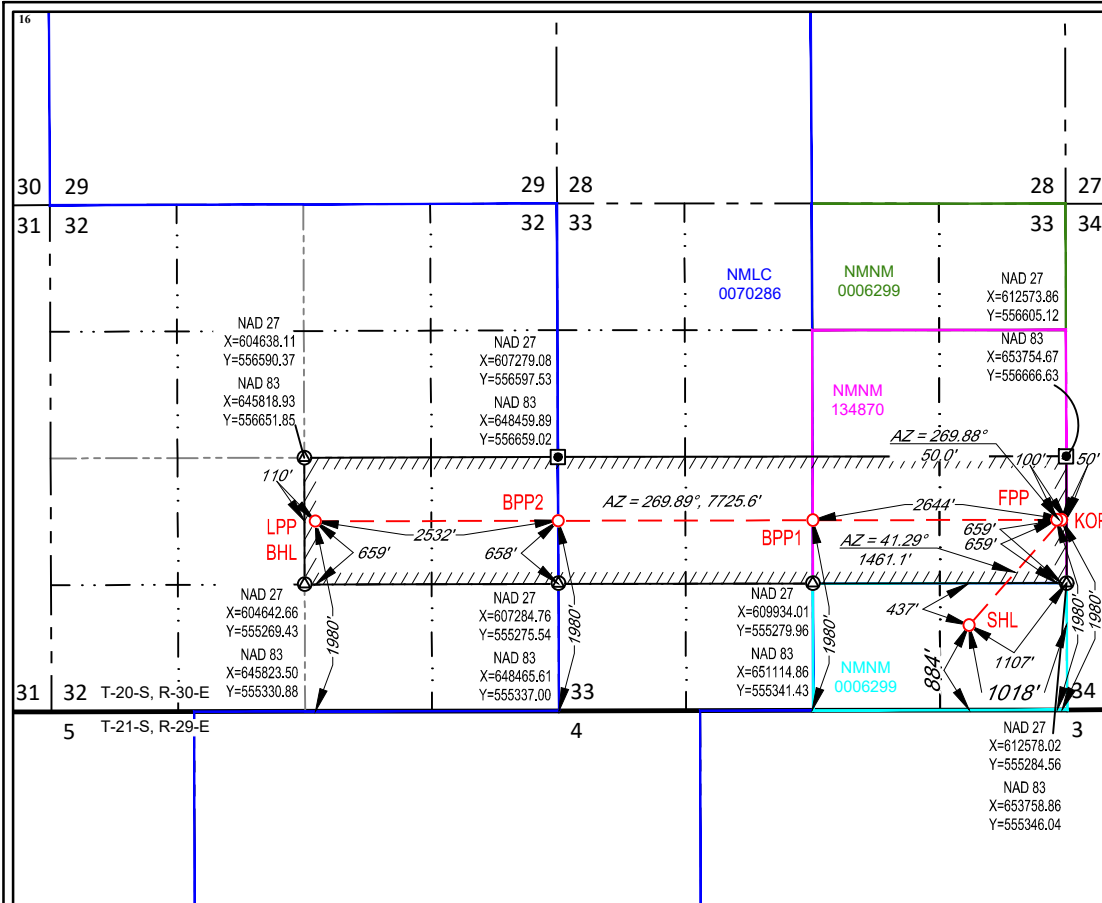 16
30 29
29 28
28 27
31 32
32 33
33 34
NMLC
0070286
NMNM
0006299
NAD 27
X=612573.86
Y=556605.12
NAD 83
X=653754.67
Y=556666.63
NAD 27
X=604638.11
Y=556590.37
NAD 83
X=645818.93
Y=556651.85
NAD 27
X=607279.08
Y=556597.53
NAD 83
X=648459.89
Y=556659.02
NMNM
134870
AZ = 269.88°
50.0'
100'
50'
110'
BPP2
AZ = 269.89°, 7725.6'
2644'
FPP
KOP
LPP
BHL
2532'
BPP1
659'
658'
659'
659'
AZ = 41.29°
1461.1'
NAD 27
X=604642.66
Y=555269.43
NAD 83
X=645823.50
Y=555330.88
1980'
NAD 27
X=607284.76
Y=555275.54
NAD 83
X=648465.61
Y=555337.00
1980'
NAD 27
X=609934.01
Y=555279.96
NAD 83
X=651114.86
Y=555341.43
1980'
437'
SHL
1107'
1980'
1980'
NMNM
0006299
884'
1018'
31 32
T-20-S, R-30-E
33
34
5
T-21-S, R-29-E
4
3
NAD 27
X=612578.02
Y=555284.56
NAD 83
X=653758.86
Y=555346.04